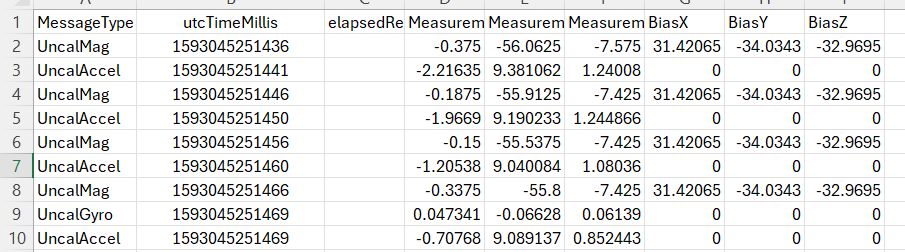 1 MessageType utcTimeMillis elapsedRe Measurem Measurem Measurem BiasX BiasY BiasZ
2 UncalMag 1593045251436 -0.375 -56.0625 -7.575 31.42065 -34.0343 -32.9695
3 UncalAccel 1593045251441 -2.21635 9.381062 1.24008 0 0 0
4 UncalMag 1593045251446 -0.1875 -55.9125 -7.425 31.42065 -34.0343 -32.9695
5 UncalAccel 1593045251450 -1.9669 9.190233 1.244866 0 0 0
6 UncalMag 1593045251456 -0.15 -55.5375 -7.425 31.42065 -34.0343 -32.9695
7 UncalAccel 1593045251460 -1.20538 9.040084 1.08036 0 0 0
8 UncalMag 1593045251466 -0.3375 -55.8 -7.425 31.42065 -34.0343 -32.9695
9 UncalGyro 1593045251469 0.047341 -0.06628 0.06139 0 0 0
10 UncalAccel 1593045251469 -0.70768 9.089137 0.852443 0 0 0